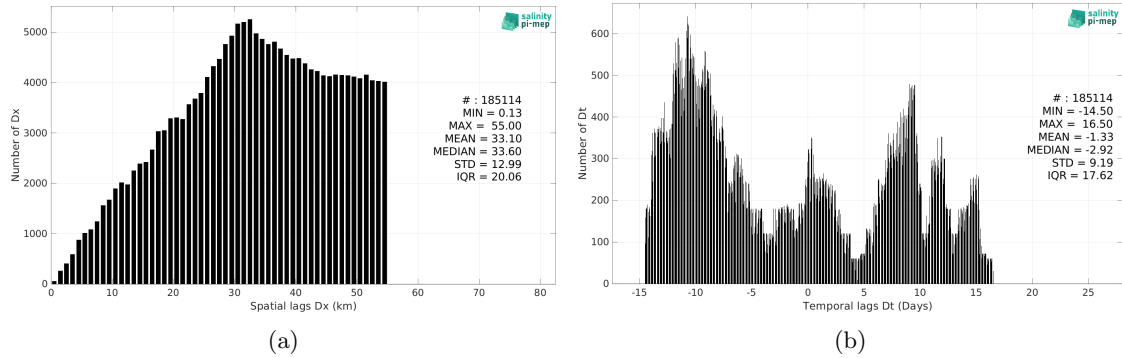 5000
4000
3000
2000
1000
0
Number of Dx
0 10 20 30 40 50 60 70 80
Spatial lags Dx (km)
salinity
pi-mep
# : 185114
MIN = 0.13
MAX = 55.00
MEAN = 33.10
MEDIAN = 33.60
STD = 12.99
IQR = 20.06
(a)
600
500
400
300
200
100
0
Number of Dt
-15 -10 -5 0 5 10 15 20 25
Temporal lags Dt (Days)
salinity
pi-mep
# : 185114
MIN = -14.50
MAX = 16.50
MEAN = -1.33
MEDIAN = -2.92
STD = 9.19
IQR = 17.62
(b)